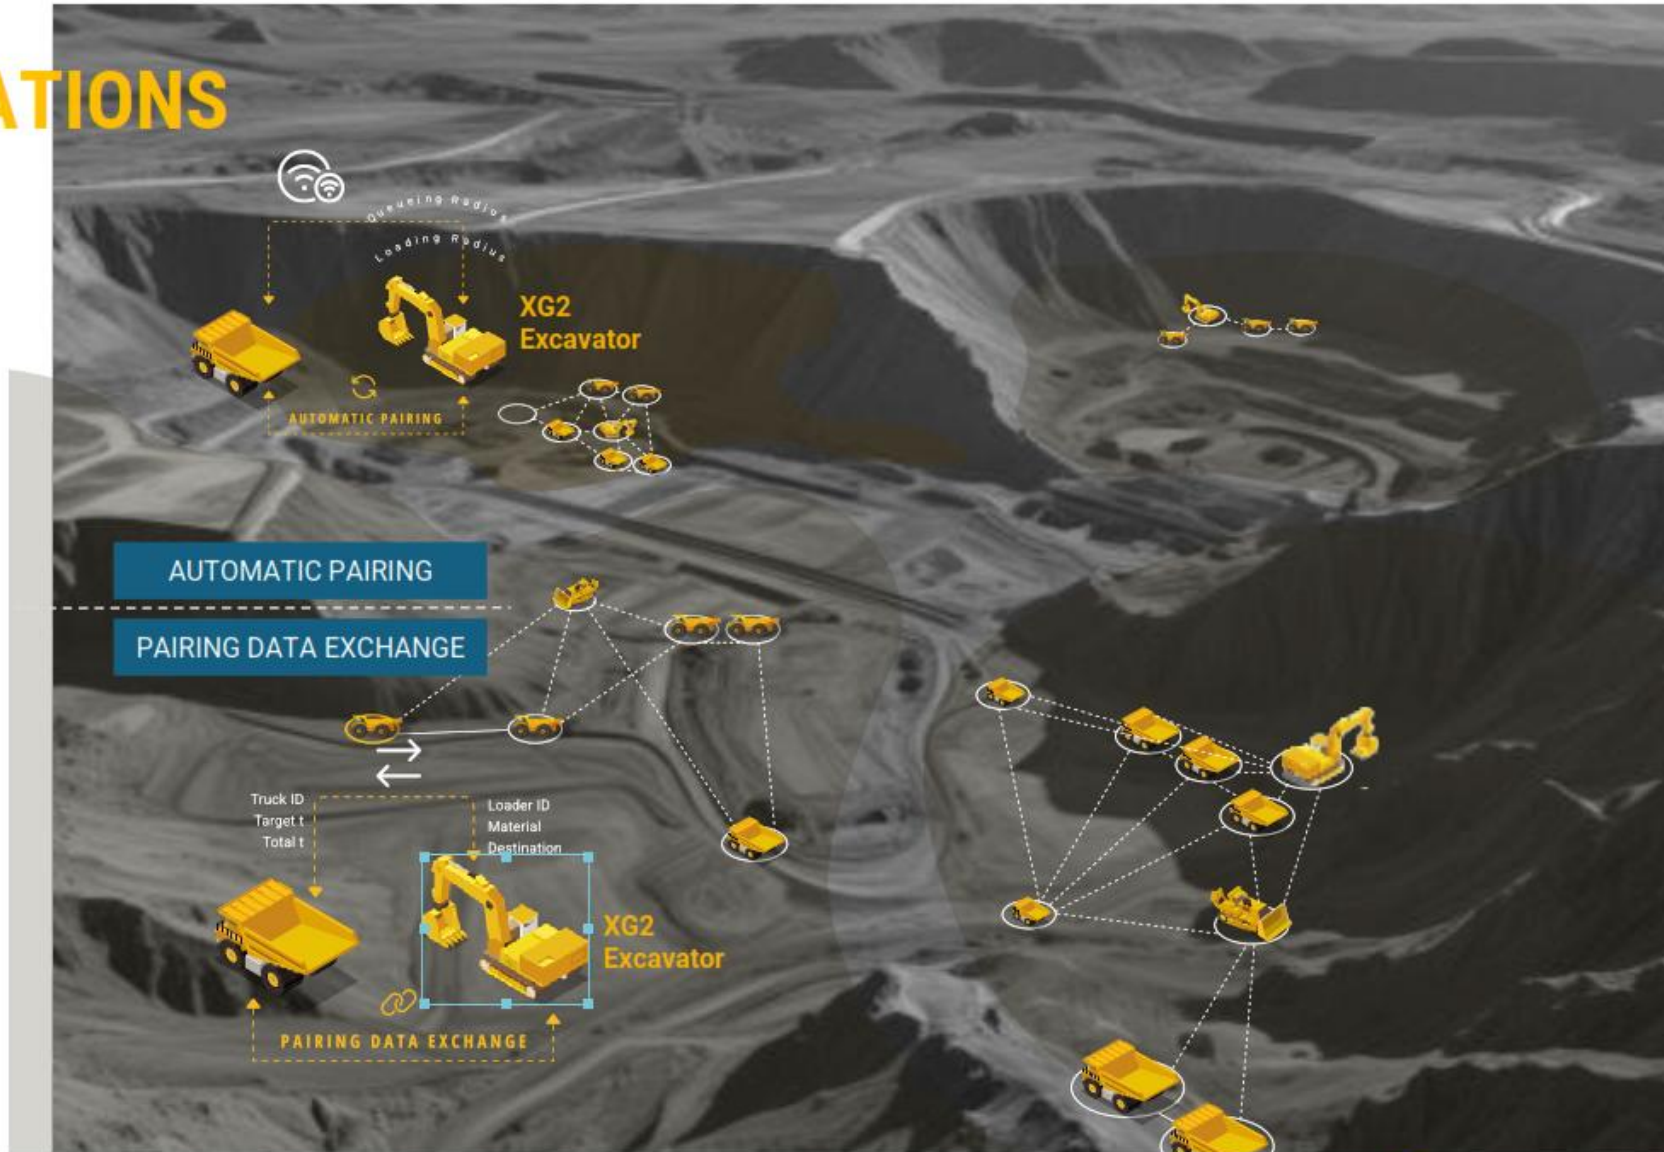 ATIONS
Queueing Radius
Loading Radius
XG2
Excavator
AUTOMATIC PAIRING
AUTOMATIC PAIRING
PAIRING DATA EXCHANGE
Truck ID
Target t
Total t
Loader ID
Material
Destination
XG2
Excavator
PAIRING DATA EXCHANGE